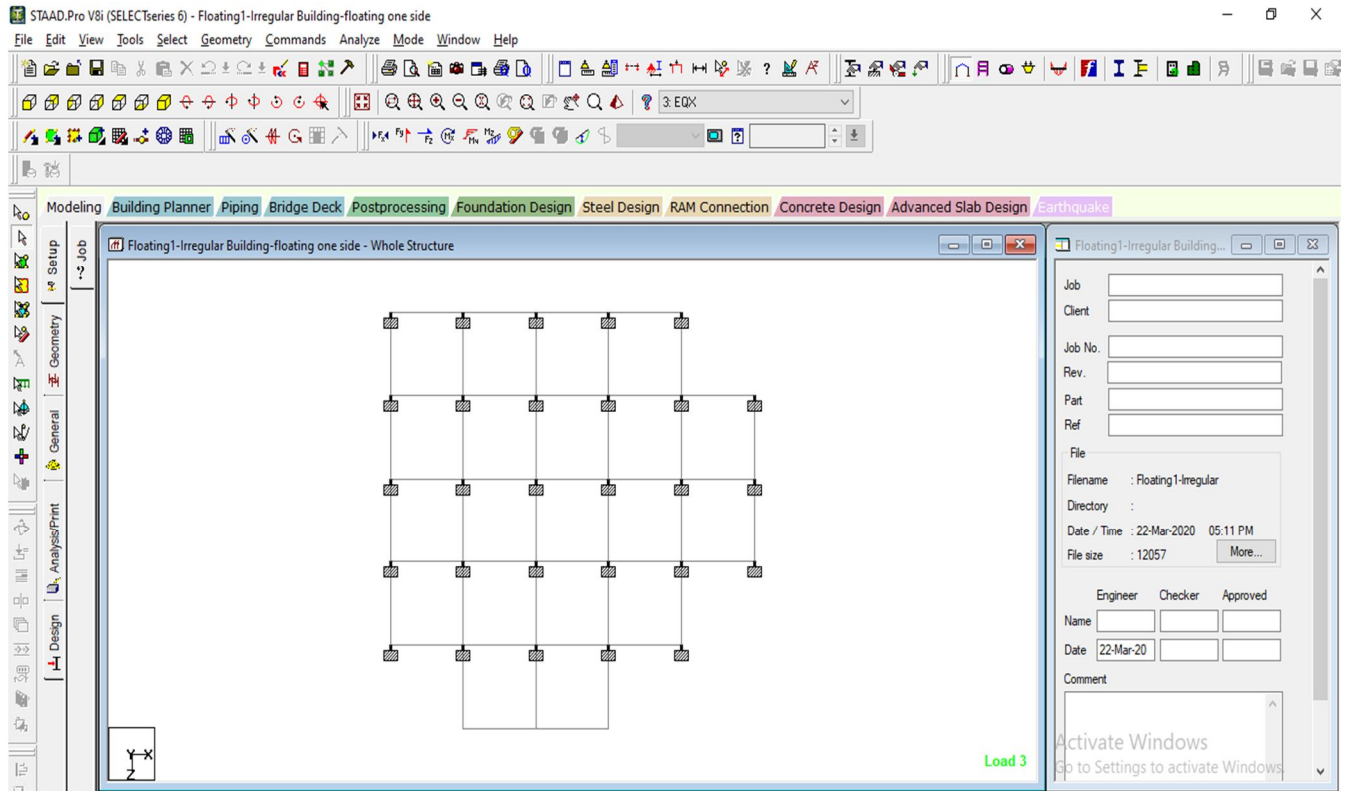 STAAD.Pro V8i (SELECTseries 6) - Floating1-Irregular Building-floating one side
File Edit View Tools Select Geometry Commands Analyze Mode Window Help
3: EQX
Modeling Building Planner Piping Bridge Deck Postprocessing Foundation Design Steel Design RAM Connection Concrete Design Advanced Slab Design Earthquake
Setup
Geometry
General
Analysis/Print
Design
? Job
Floating1-Irregular Building-floating one side - Whole Structure
Y X
Z
Load 3
Floating1-Irregular Building...
Job
Client
Job No.
Rev.
Part
Ref
File
Filename : Floating1-Irregular
Directory :
Date / Time : 22-Mar-2020 05:11 PM
File size : 12057 More...
Engineer Checker Approved
Name
Date 22-Mar-20
Comment
Activate Windows
Go to Settings to activate Windows.